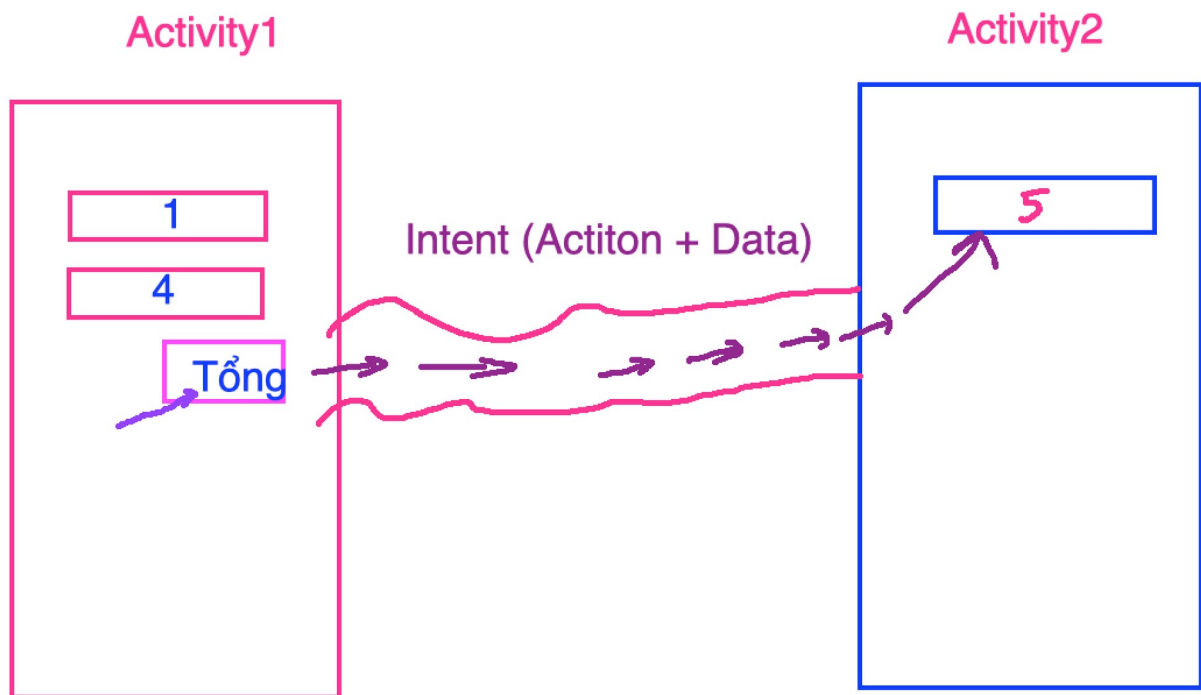 Activity1
Activity2
1
4
Tổng
Intent (Actiton + Data)
5